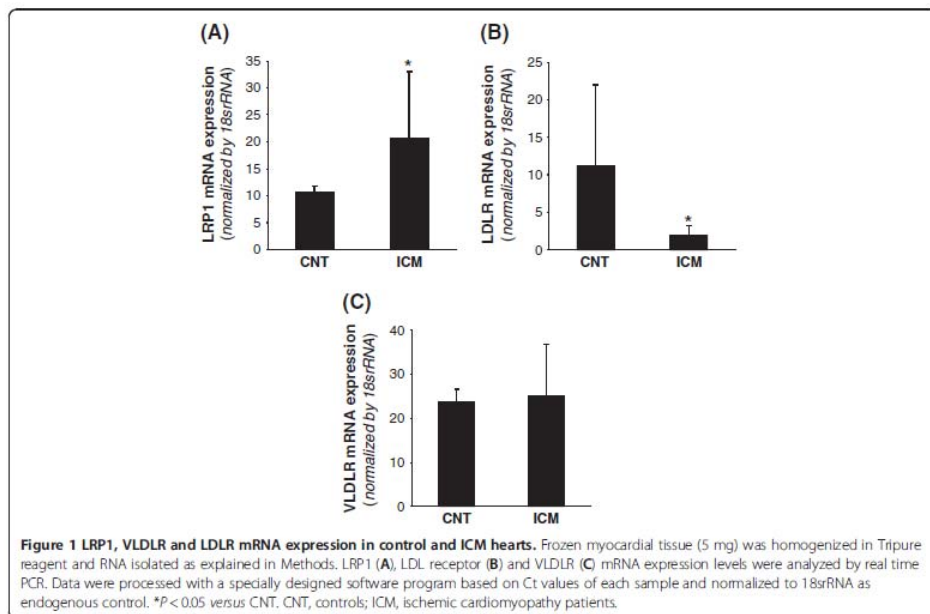 (A)
LRP1 mRNA expression
(normalized by 18srRNA)
35
30
25
20
15
10
5
0
*
CNT ICM
(B)
LDLR mRNA expression
(normalized by 18srRNA)
25
20
15
10
5
0
*
CNT ICM
(C)
VLDLR mRNA expression
(normalized by 18srRNA)
40
30
20
10
0
CNT ICM
Figure 1 LRP1, VLDLR and LDLR mRNA expression in control and ICM hearts. Frozen myocardial tissue (5 mg) was homogenized in Tripure
reagent and RNA isolated as explained in Methods. LRP1 (A), LDL receptor (B) and VLDLR (C) mRNA expression levels were analyzed by real time
PCR. Data were processed with a specially designed software program based on Ct values of each sample and normalized to 18srRNA as
endogenous control. *P < 0.05 versus CNT. CNT, controls; ICM, ischemic cardiomyopathy patients.